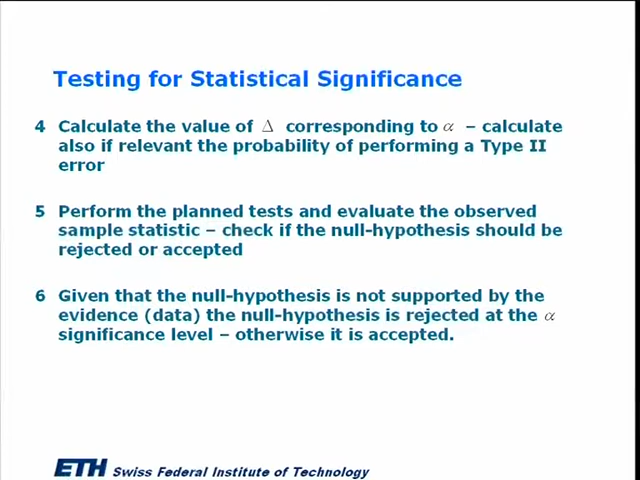 Testing for Statistical Significance
4 Calculate the value of Δ corresponding to α – calculate
also if relevant the probability of performing a Type II
error
5 Perform the planned tests and evaluate the observed
sample statistic – check if the null-hypothesis should be
rejected or accepted
6 Given that the null-hypothesis is not supported by the
evidence (data) the null-hypothesis is rejected at the α
significance level – otherwise it is accepted.
ETH Swiss Federal Institute of Technology